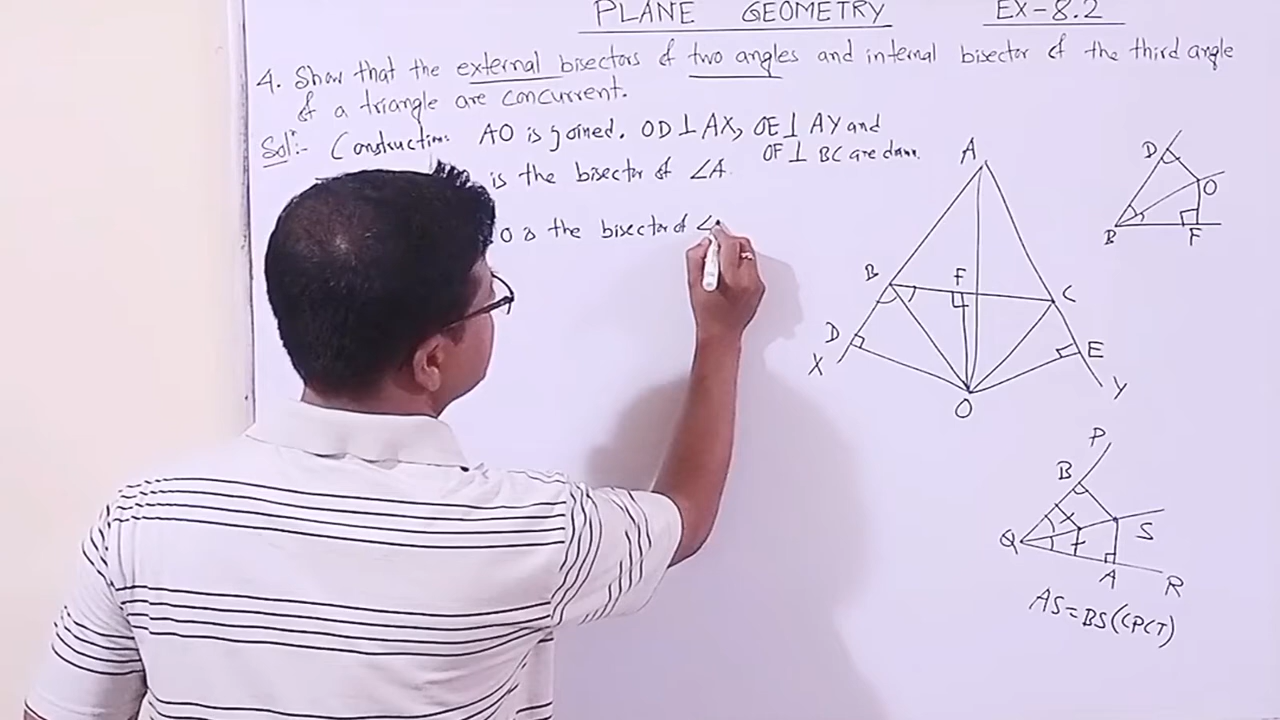 PLANE GEOMETRY EX-8.2
4. Show that the external bisectors of two angles and internal bisector of the third angle
of a triangle are concurrent.
Solⁿ:- Construction: AO is joined. OD ⊥ AX, OE ⊥ AY and
OF ⊥ BC are drawn.
is the bisector of ∠A.
O is the bisector of ∠
A
B
F
C
D
X
E
Y
O
D
O
B
F
P
B
Q
S
A
R
AS = BS (CPCT)